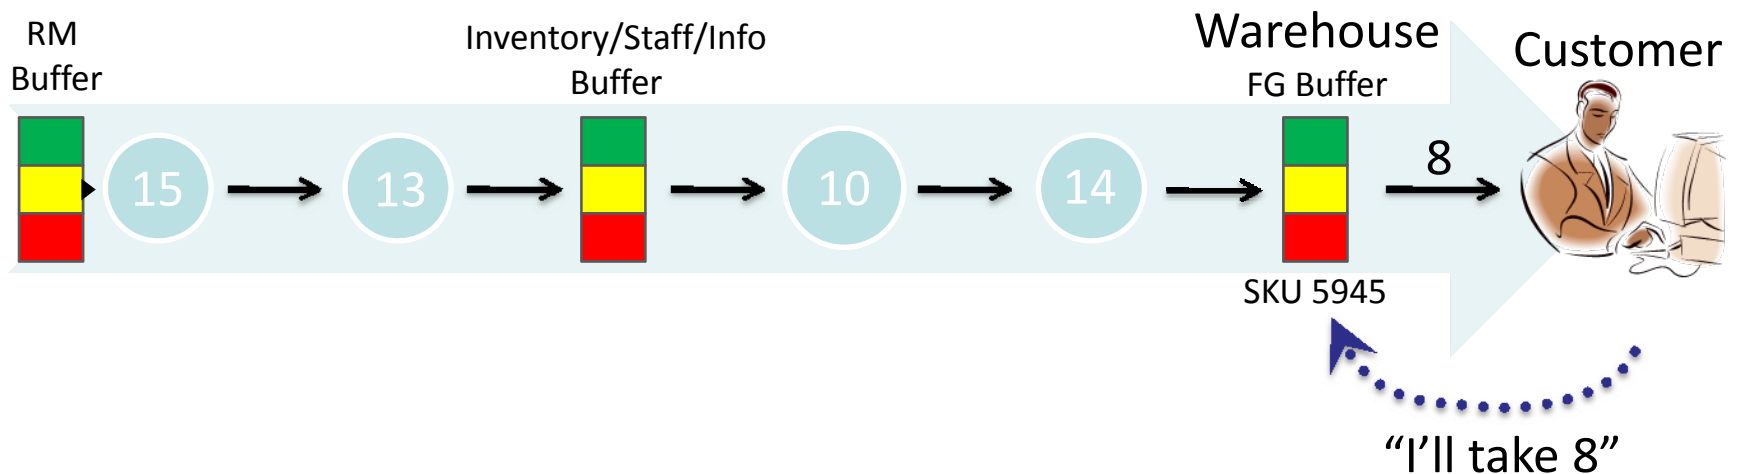 RM
Buffer
Inventory/Staff/Info
Buffer
Warehouse
FG Buffer
Customer
15
13
10
14
8
SKU 5945
“I’ll take 8”